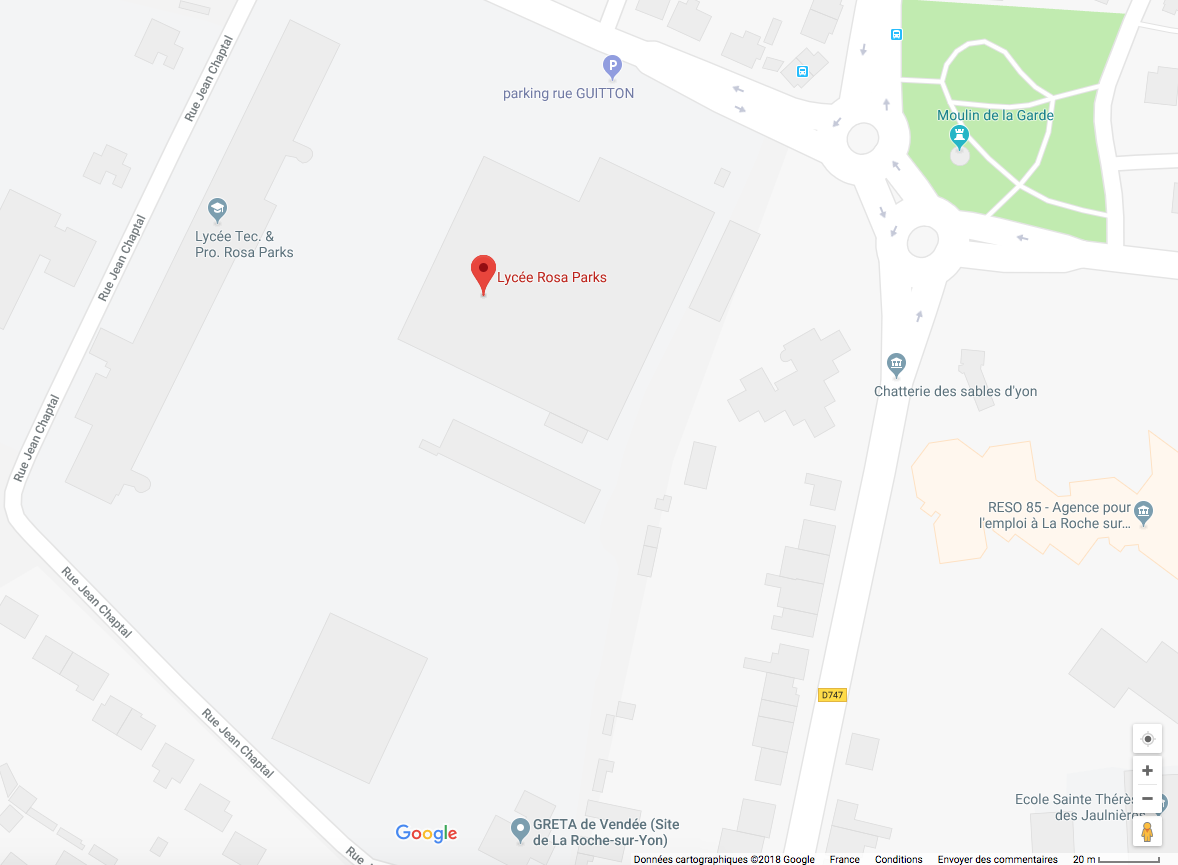 Rue Jean Chaptal
P
parking rue GUITTON
Moulin de la Garde
Lycée Tec. &
Pro. Rosa Parks
Rue Jean Chaptal
Lycée Rosa Parks
Chatterie des sables d'yon
Rue Jean Chaptal
RESO 85 - Agence pour
l'emploi à La Roche sur...
Rue Jean Chaptal
D747
Rue Jean Chaptal
Ecole Sainte Thérès
des Jaulnières
Google
GRETA de Vendée (Site
de La Roche-sur-Yon)
Rue J
Données cartographiques ©2018 Google France Conditions Envoyer des commentaires 20 m